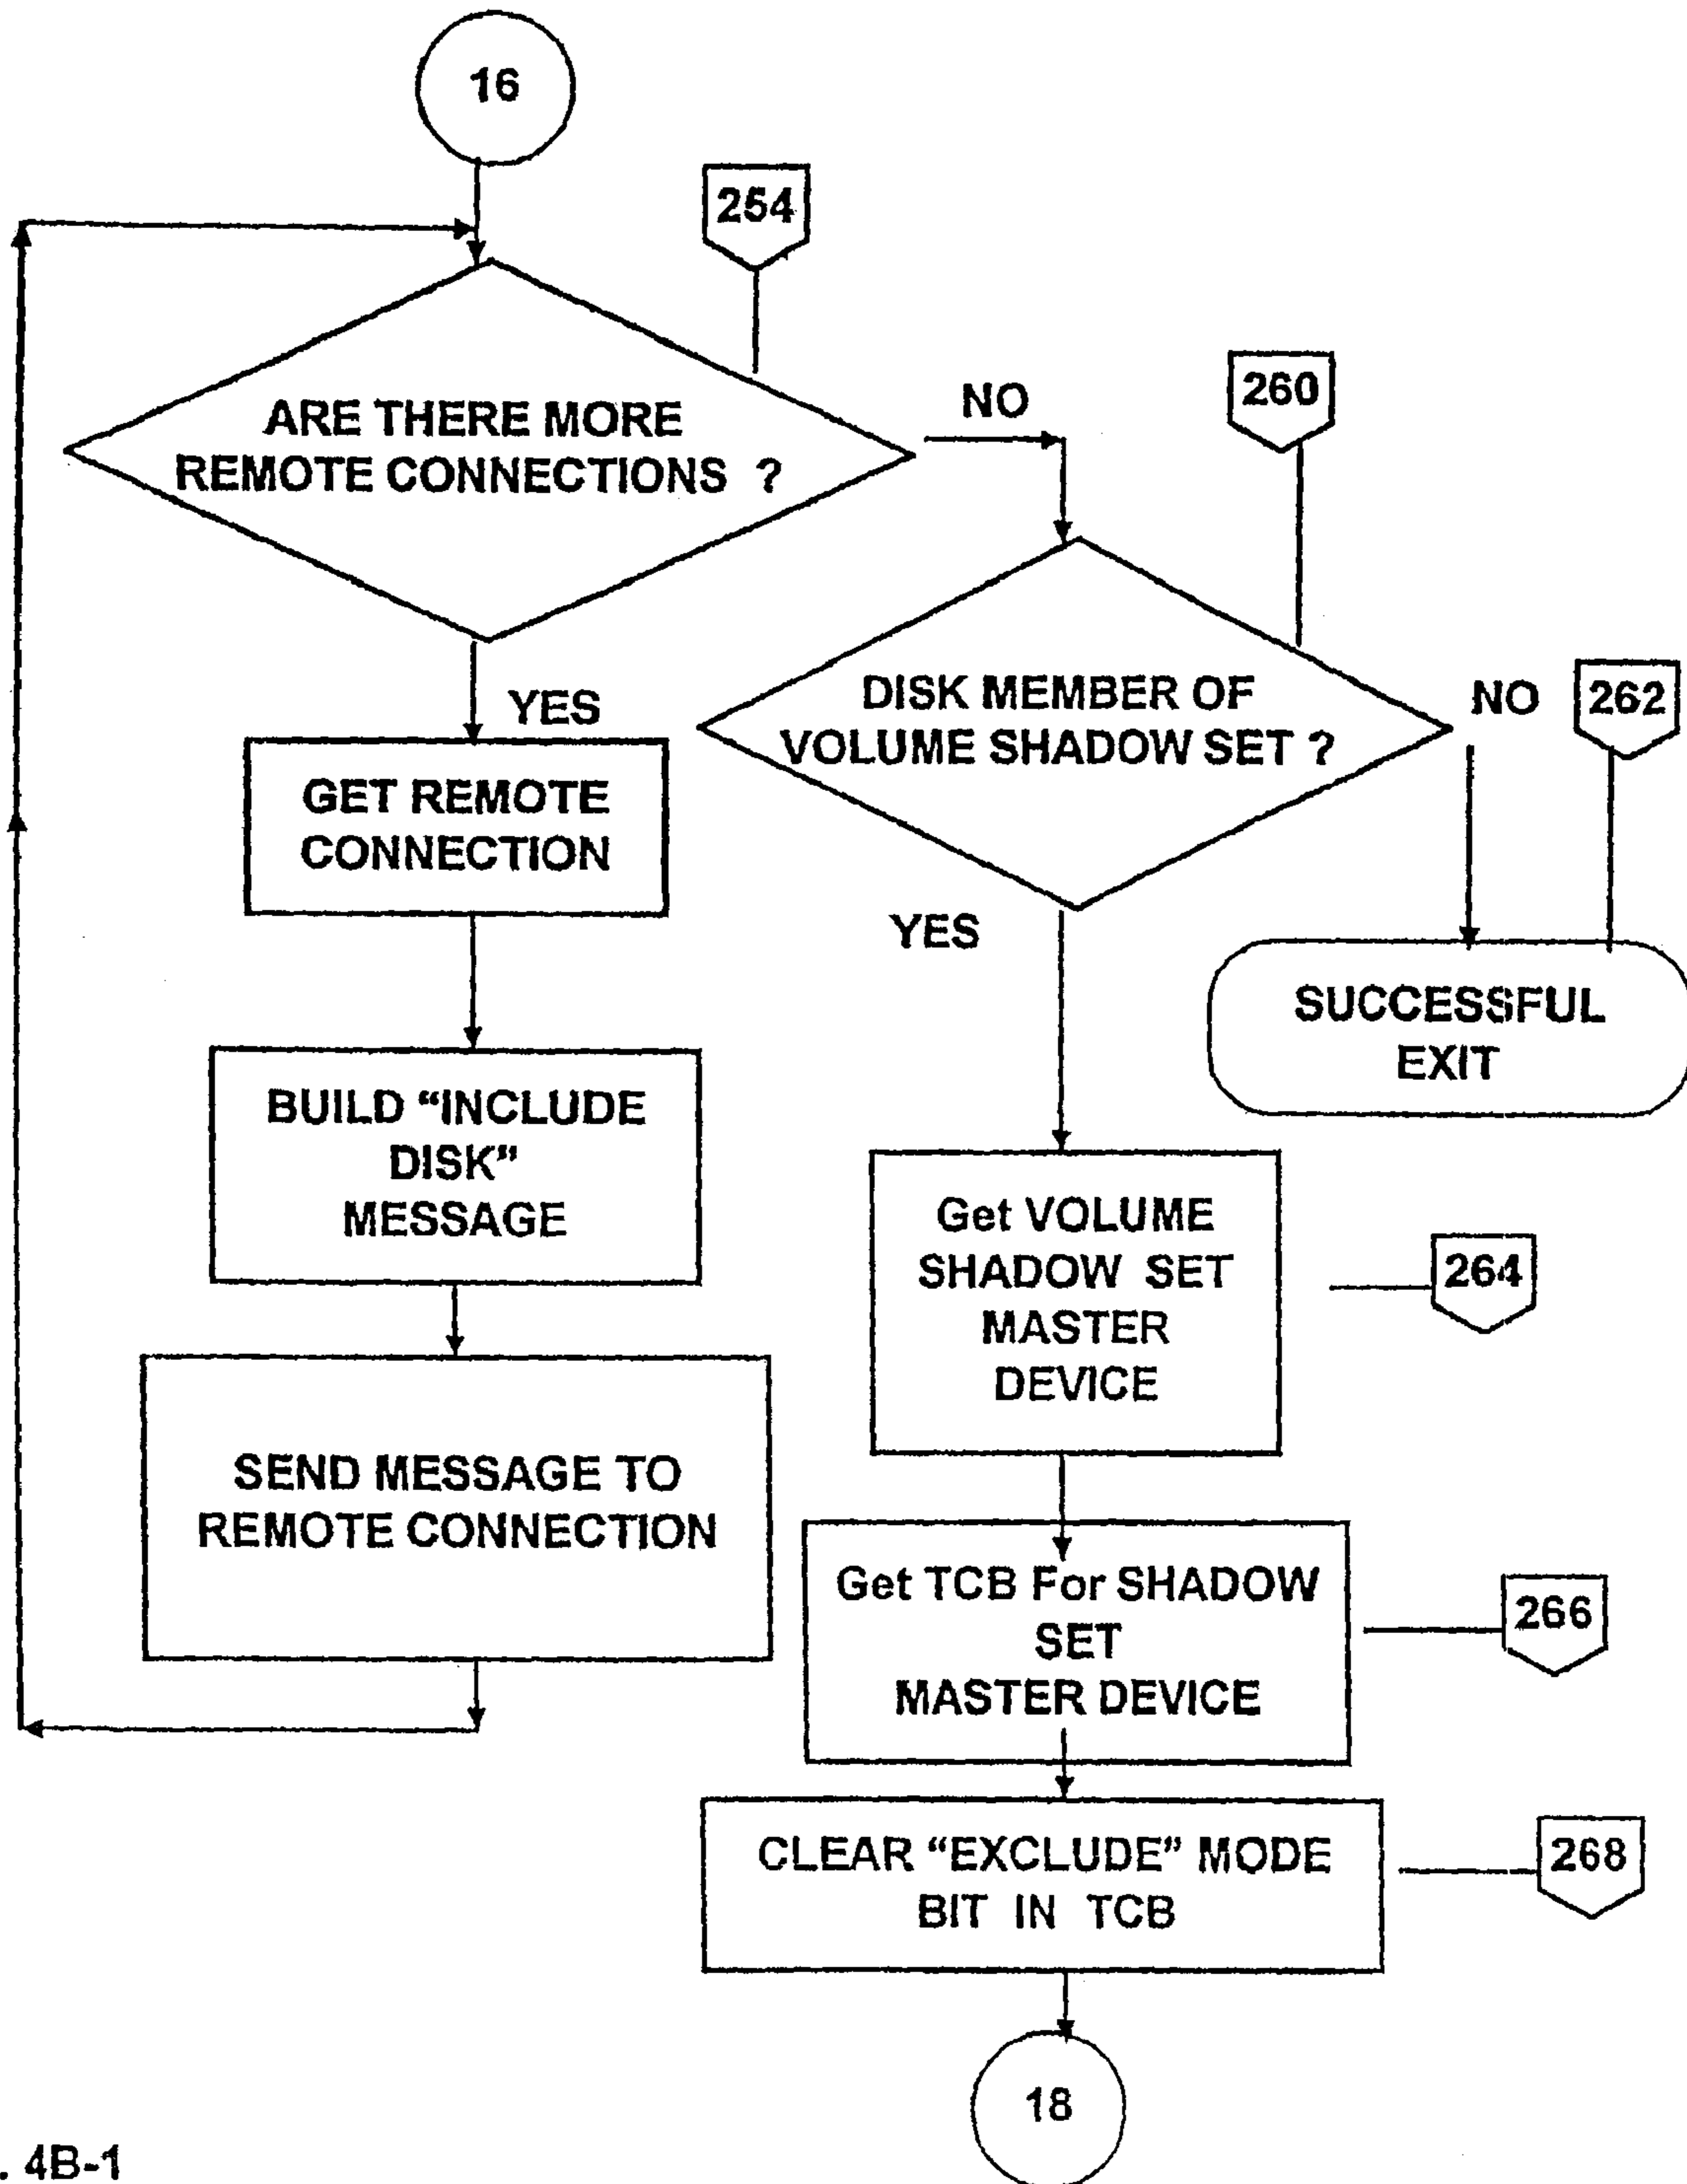 16
254
ARE THERE MORE
REMOTE CONNECTIONS ?
NO
260
YES
DISK MEMBER OF
VOLUME SHADOW SET ?
NO
262
GET REMOTE
CONNECTION
YES
SUCCESSFUL
EXIT
BUILD “INCLUDE
DISK”
MESSAGE
Get VOLUME
SHADOW SET
MASTER
DEVICE
264
SEND MESSAGE TO
REMOTE CONNECTION
Get TCB For SHADOW
SET
MASTER DEVICE
266
CLEAR “EXCLUDE” MODE
BIT IN TCB
268
18
. 4B-1